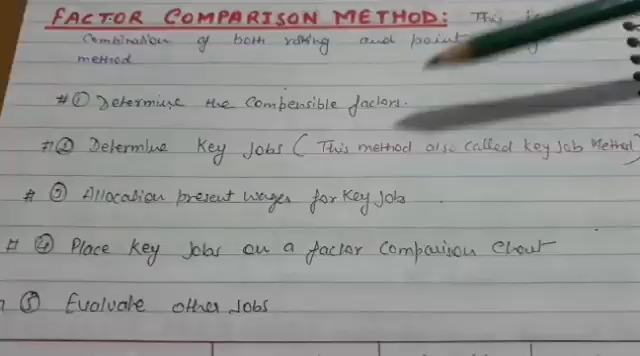 FACTOR COMPARISON METHOD: This
Combination of both and point
method
# ① Determine the Compensible factors.
# ② Determine Key Jobs ( This method also called key Job Method)
# ③ Allocation present wages for Key Job
# ④ Place Key Jobs on a factor Comparison Chart
⑤ Evaluate other Jobs